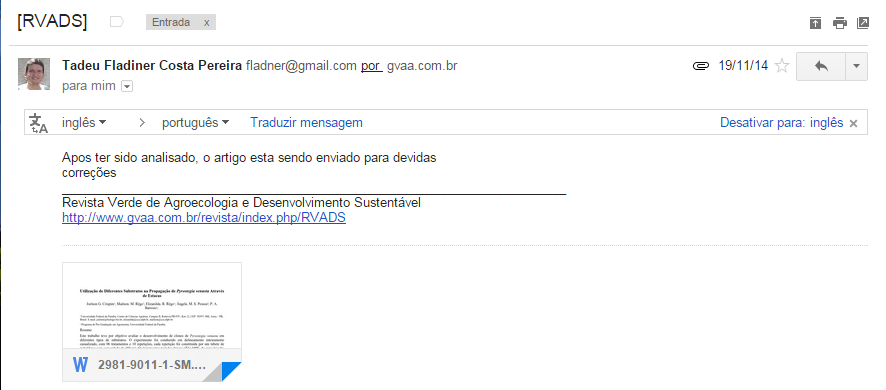 [RVADS]
Entrada x
Tadeu Fladiner Costa Pereira fladner@gmail.com por gvaa.com.br
19/11/14
para mim
inglês > português Traduzir mensagem
Desativar para: inglês ×
Apos ter sido analisado, o artigo esta sendo enviado para devidas
correções
Revista Verde de Agroecologia e Desenvolvimento Sustentável
http://www.gvaa.com.br/revista/index.php/RVADS
Utilização de Diferentes Substratos na Propagação de Pyrostegia venusta Através
de Estacas
Resumo
W 2981-9011-1-SM....